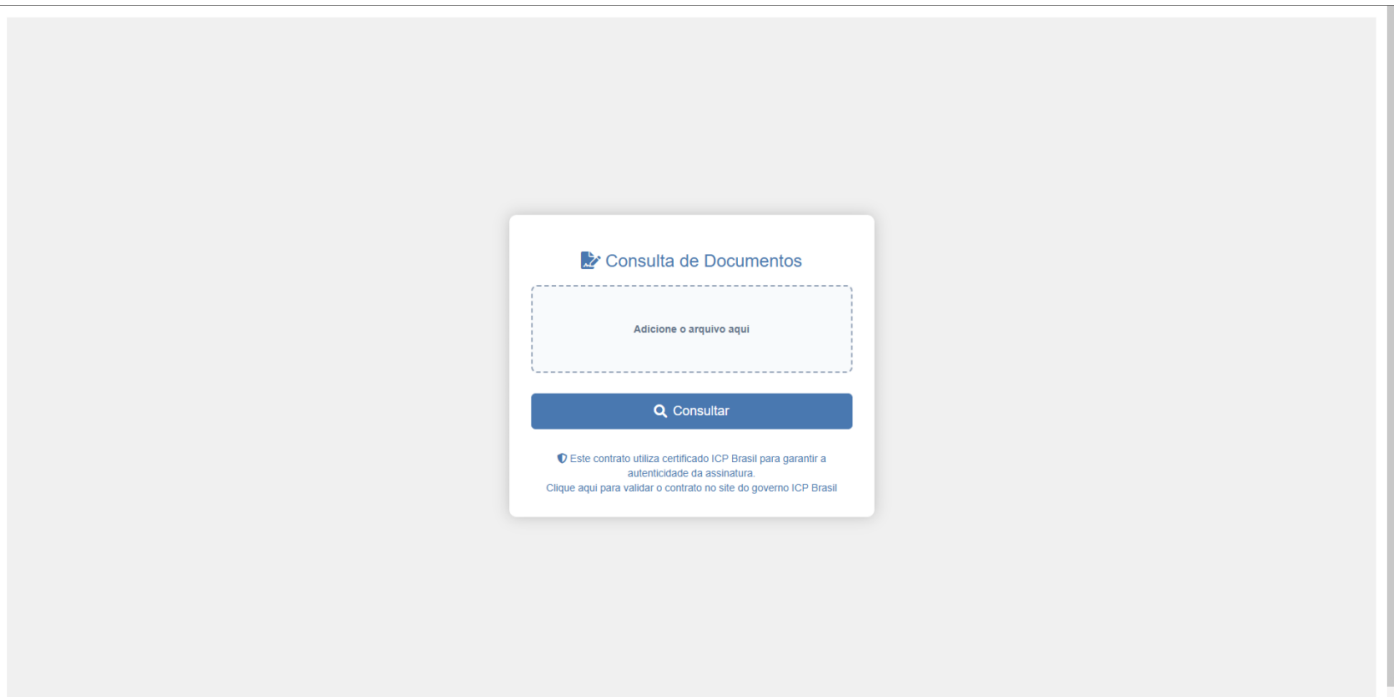 Consulta de Documentos
Adicione o arquivo aqui
Consultar
Este contrato utiliza certificado ICP Brasil para garantir a
autenticidade da assinatura.
Clique aqui para validar o contrato no site do governo ICP Brasil